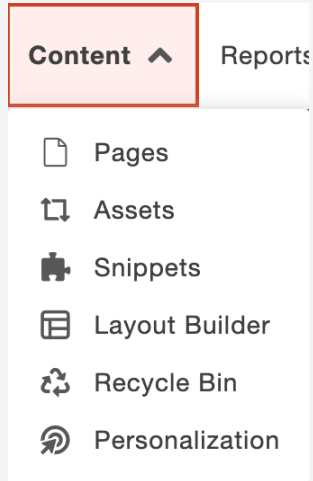 Content Reports
Pages
Assets
Snippets
Layout Builder
Recycle Bin
Personalization